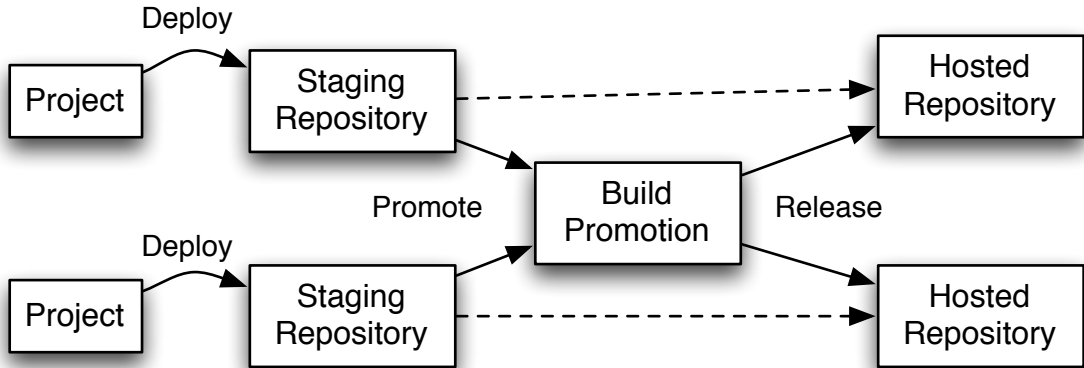 Deploy
Project
Staging
Repository
Hosted
Repository
Promote
Build
Promotion
Release
Deploy
Project
Staging
Repository
Hosted
Repository